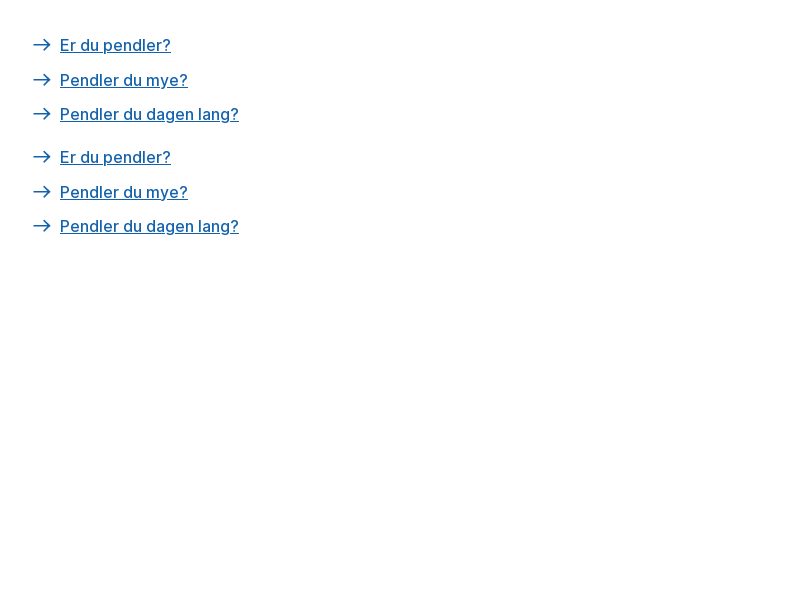 → Er du pendler?
→ Pendler du mye?
→ Pendler du dagen lang?
→ Er du pendler?
→ Pendler du mye?
→ Pendler du dagen lang?